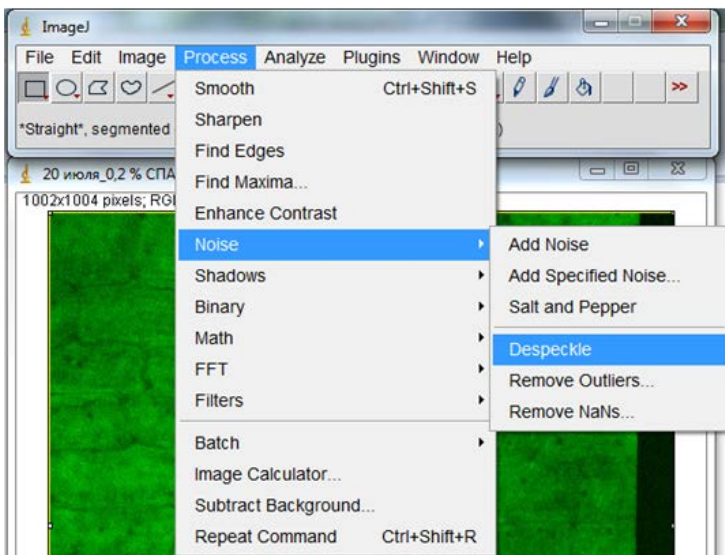 ImageJ
File Edit Image Process Analyze Plugins Window Help
*Straight*, segmented
20 июля_0,2 % СПА
1002x1004 pixels; RG
Smooth Ctrl+Shift+S
Sharpen
Find Edges
Find Maxima...
Enhance Contrast
Noise
Shadows
Binary
Math
FFT
Filters
Batch
Image Calculator...
Subtract Background...
Repeat Command Ctrl+Shift+R
Add Noise
Add Specified Noise...
Salt and Pepper
Despeckle
Remove Outliers...
Remove NaNs...